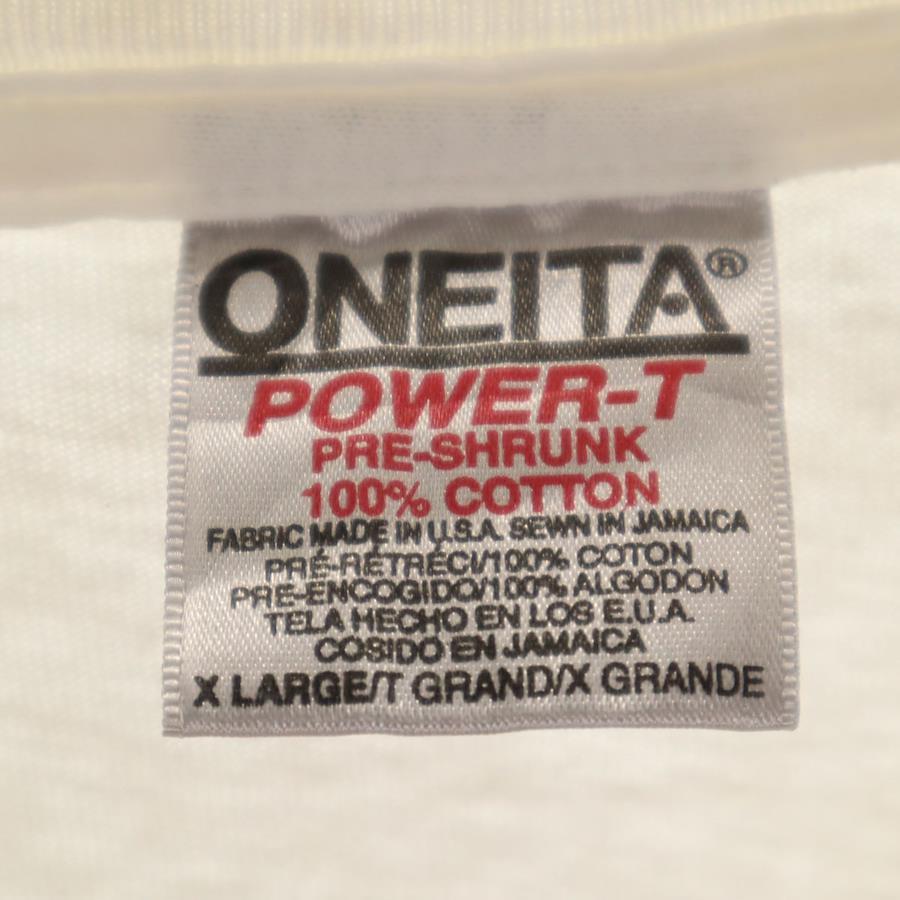 ONEITA®
POWER-T
PRE-SHRUNK
100% COTTON
FABRIC MADE IN U.S.A. SEWN IN JAMAICA
PRÉ-RÉTRÉCI/100% COTON
PRE-ENCOGIDO/100% ALGODON
TELA HECHO EN LOS E.U.A.
COSIDO EN JAMAICA
X LARGE/T GRAND/X GRANDE